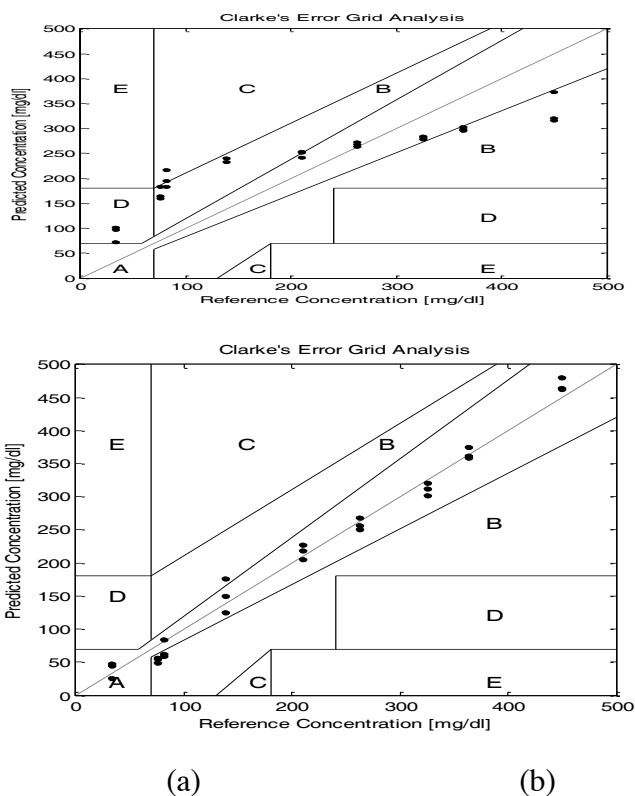 Clarke's Error Grid Analysis
500
450
400
350
300
250
200
150
100
50
0
Predicted Concentration [mg/dl]
E
C
B
B
D
D
A
C
E
0 100 200 300 400 500
Reference Concentration [mg/dl]
Clarke's Error Grid Analysis
500
450
400
350
300
250
200
150
100
50
0
Predicted Concentration [mg/dl]
E
C
B
B
D
D
A
C
E
0 100 200 300 400 500
Reference Concentration [mg/dl]
(a) (b)